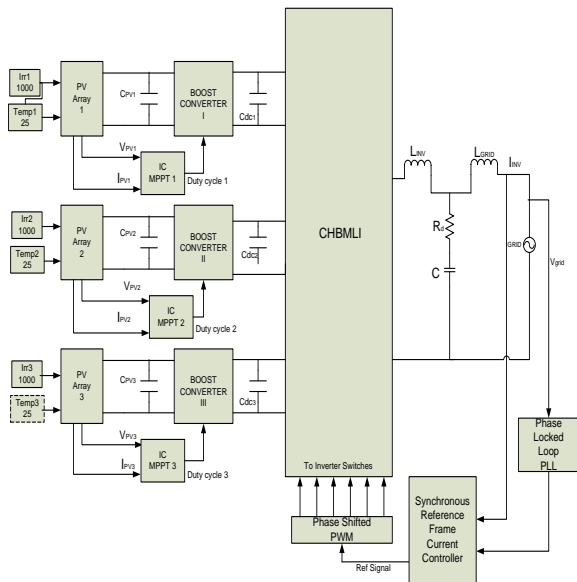 Irr1
1000
Temp1
25
PV
Array
1
CPV1
BOOST
CONVERTER
I
Cdc1
VPV1
IPV1
IC
MPPT 1
Duty cycle 1
Irr2
1000
Temp2
25
PV
Array
2
CPV2
BOOST
CONVERTER
II
Cdc2
VPV2
IPV2
IC
MPPT 2
Duty cycle 2
Irr3
1000
Temp3
25
PV
Array
3
CPV3
BOOST
CONVERTER
III
Cdc3
VPV3
IPV3
IC
MPPT 3
Duty cycle 3
CHBMLI
To Inverter Switches
LINV
LGRID
IINV
Rd
C
GRID
Vgrid
Phase
Locked
Loop
PLL
Synchronous
Reference
Frame
Current
Controller
Phase Shifted
PWM
Ref Signal